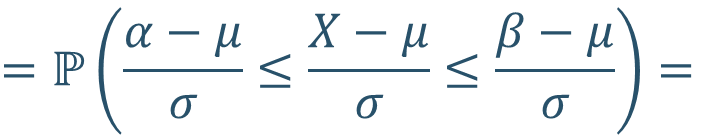 = ℙ((α − μ)/σ ≤ (X − μ)/σ ≤ (β − μ)/σ) =